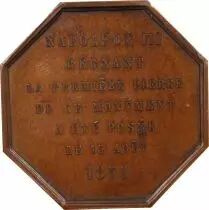 NAPOLÉON III
RÉGNANT
LA PREMIÈRE PIERRE
DE CE MONUMENT
A ÉTÉ POSÉE
LE 15 AOÛT